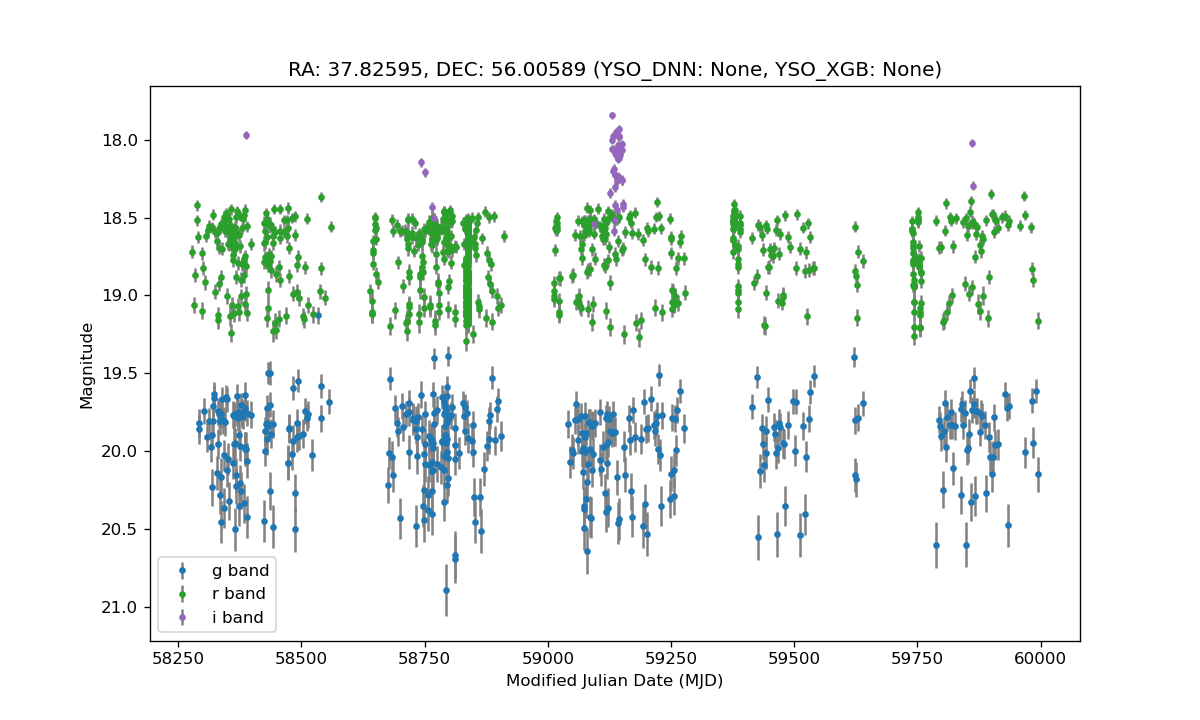 RA: 37.82595, DEC: 56.00589 (YSO_DNN: None, YSO_XGB: None)
18.0
18.5
19.0
19.5
20.0
20.5
21.0
Magnitude
g band
r band
i band
58250 58500 58750 59000 59250 59500 59750 60000
Modified Julian Date (MJD)